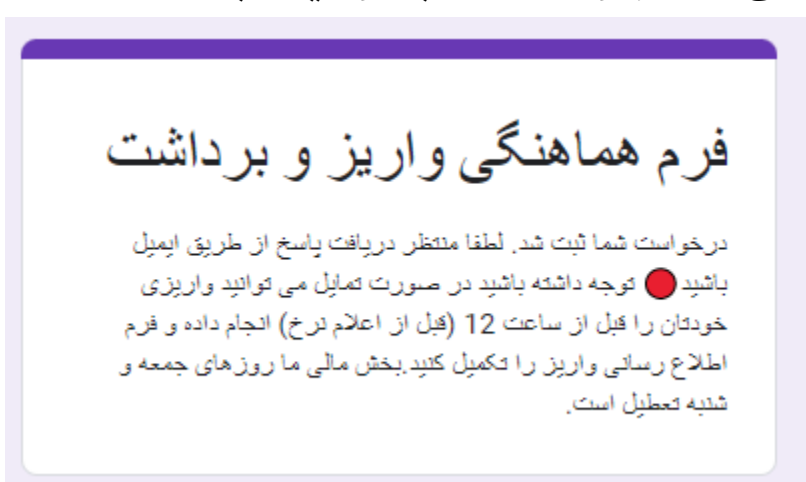 فرم هماهنگی واریز و برداشت
درخواست شما ثبت شد. لطفا منتظر دریافت پاسخ از طریق ایمیل
باشید🔴 توجه داشته باشید در صورت تمایل می توانید واریزی
خودتان را قبل از ساعت 12 (قبل از اعلام نرخ) انجام داده و فرم
اطلاع رسانی واریز را تکمیل کنید.بخش مالی ما روزهای جمعه و
شنبه تعطیل است.